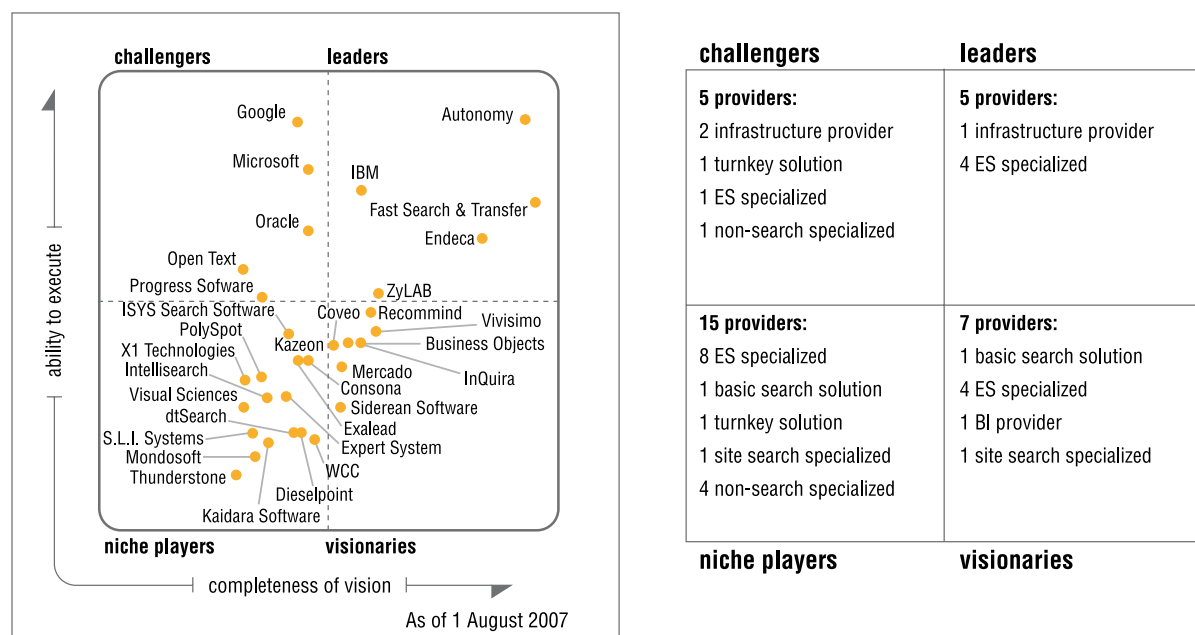 challengers
leaders
Google
Autonomy
Microsoft
IBM
Fast Search & Transfer
Oracle
Endeca
Open Text
Progress Sofware
ZyLAB
ISYS Search Software
Coveo
Recommind
PolySpot
Vivisimo
Kazeon
Business Objects
X1 Technologies
Intellisearch
Mercado
InQuira
Consona
Visual Sciences
Siderean Software
dtSearch
Exalead
S.L.I. Systems
Expert System
Mondosoft
WCC
Thunderstone
Dieselpoint
Kaidara Software
niche players
visionaries
ability to execute
completeness of vision
As of 1 August 2007
challengers
leaders
5 providers:
2 infrastructure provider
1 turnkey solution
1 ES specialized
1 non-search specialized
5 providers:
1 infrastructure provider
4 ES specialized
15 providers:
8 ES specialized
1 basic search solution
1 turnkey solution
1 site search specialized
4 non-search specialized
7 providers:
1 basic search solution
4 ES specialized
1 BI provider
1 site search specialized
niche players
visionaries